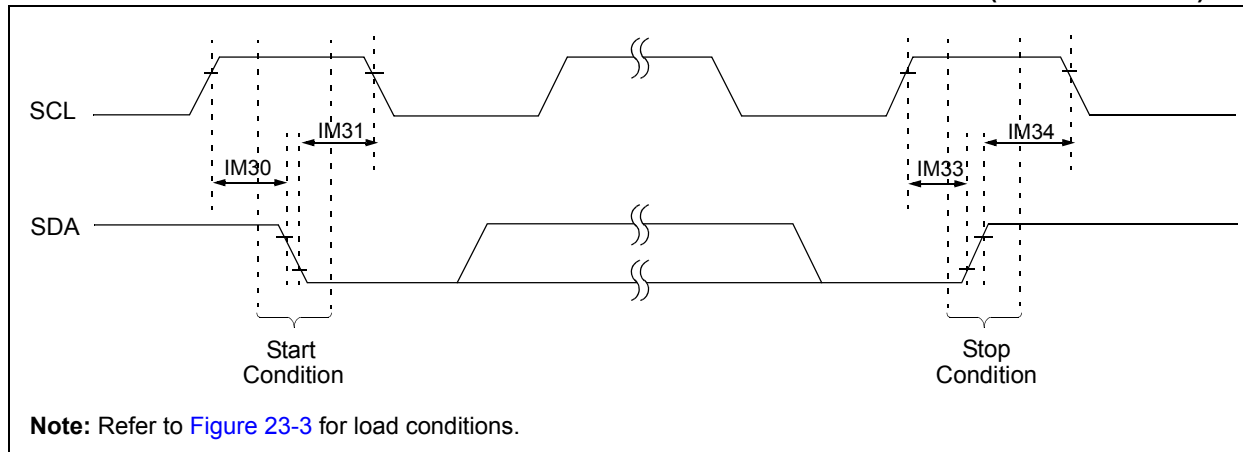 SCL
IM31
IM34
IM30
IM33
SDA
Start
Condition
Stop
Condition
Note: Refer to Figure 23-3 for load conditions.